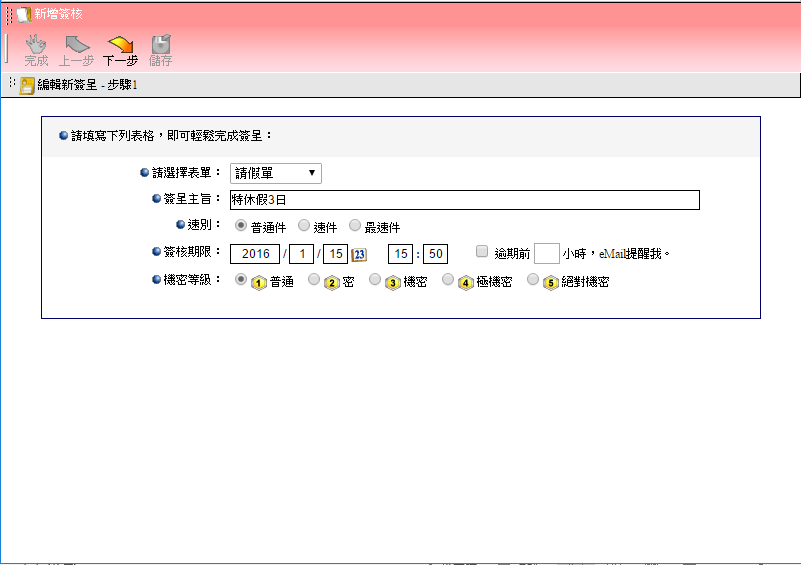 新增簽核
完成 上一步 下一步 儲存
編輯新簽呈 - 步驟1
請填寫下列表格，即可輕鬆完成簽呈：
請選擇表單： 請假單
簽呈主旨： 特休假3日
速別： 普通件 速件 最速件
簽核期限： 2016 / 1 / 15 23 15 : 50 逾期前 小時，eMail提醒我。
機密等級： 1 普通 2 密 3 機密 4 極機密 5 絕對機密